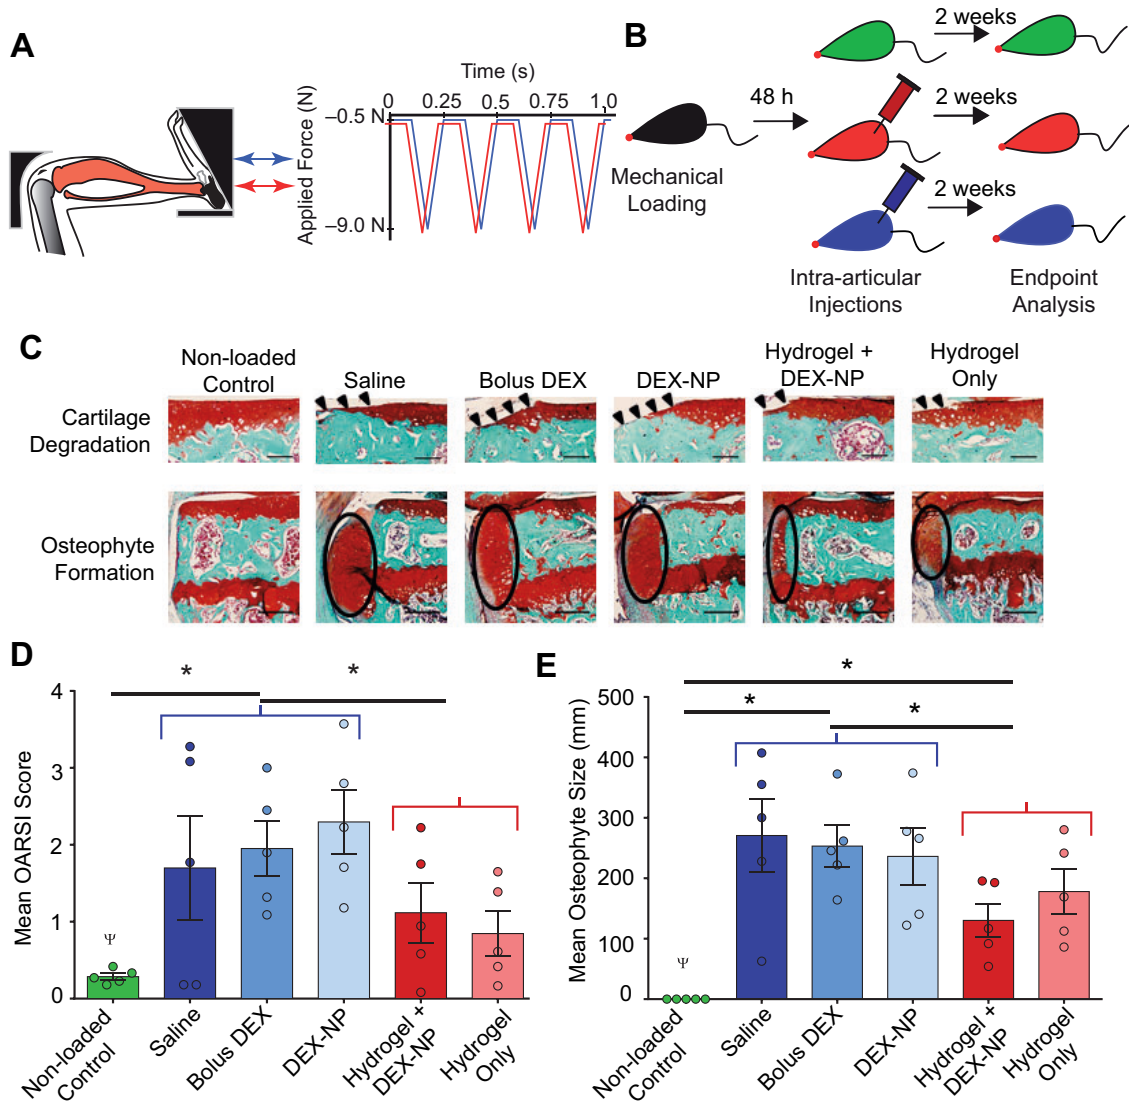 A
Time (s)
0
0.25
0.5
0.75
1.0
Applied Force (N)
−0.5 N
−9.0 N
B
Mechanical
Loading
48 h
2 weeks
2 weeks
2 weeks
Intra-articular
Injections
Endpoint
Analysis
C
Non-loaded
Control
Saline
Bolus DEX
DEX-NP
Hydrogel +
DEX-NP
Hydrogel
Only
Cartilage
Degradation
Osteophyte
Formation
D
Mean OARSI Score
4
3
2
1
0
*
*
Ψ
Non-loaded
Control
Saline
Bolus DEX
DEX-NP
Hydrogel +
DEX-NP
Hydrogel
Only
E
Mean Osteophyte Size (mm)
500
400
300
200
100
0
*
*
*
Ψ
Non-loaded
Control
Saline
Bolus DEX
DEX-NP
Hydrogel +
DEX-NP
Hydrogel
Only